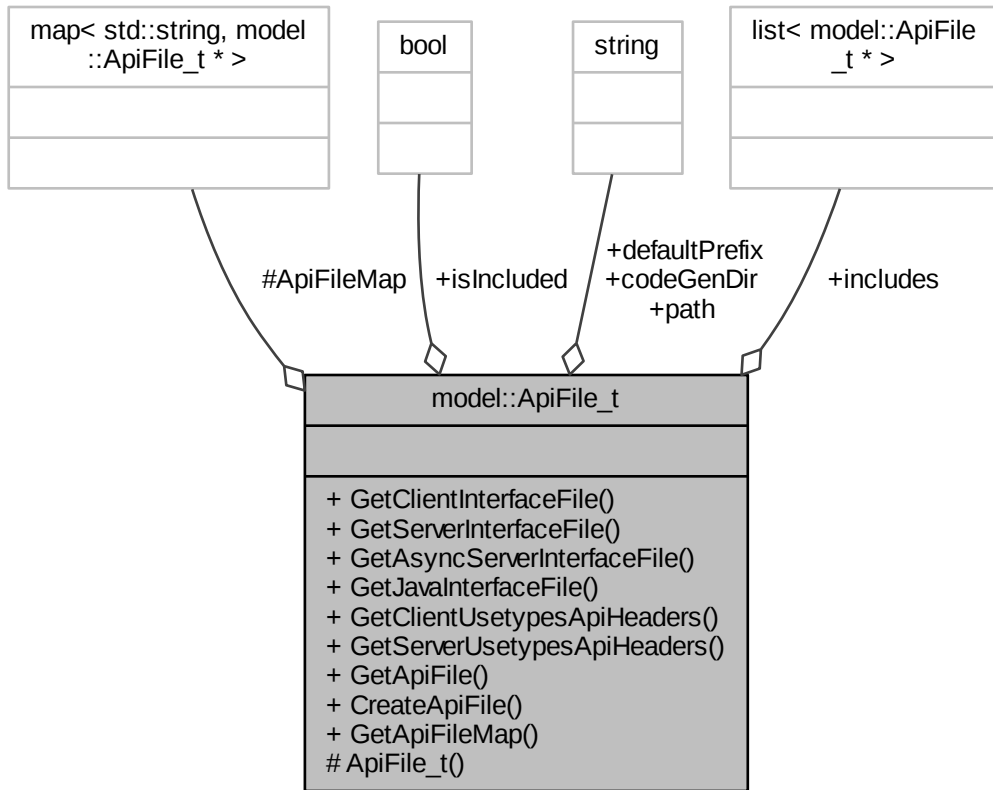 map< std::string, model
::ApiFile_t * >
bool
string
list< model::ApiFile
_t * >
#ApiFileMap
+isIncluded
+defaultPrefix
+codeGenDir
+path
+includes
model::ApiFile_t
+ GetClientInterfaceFile()
+ GetServerInterfaceFile()
+ GetAsyncServerInterfaceFile()
+ GetJavaInterfaceFile()
+ GetClientUsetypesApiHeaders()
+ GetServerUsetypesApiHeaders()
+ GetApiFile()
+ CreateApiFile()
+ GetApiFileMap()
# ApiFile_t()